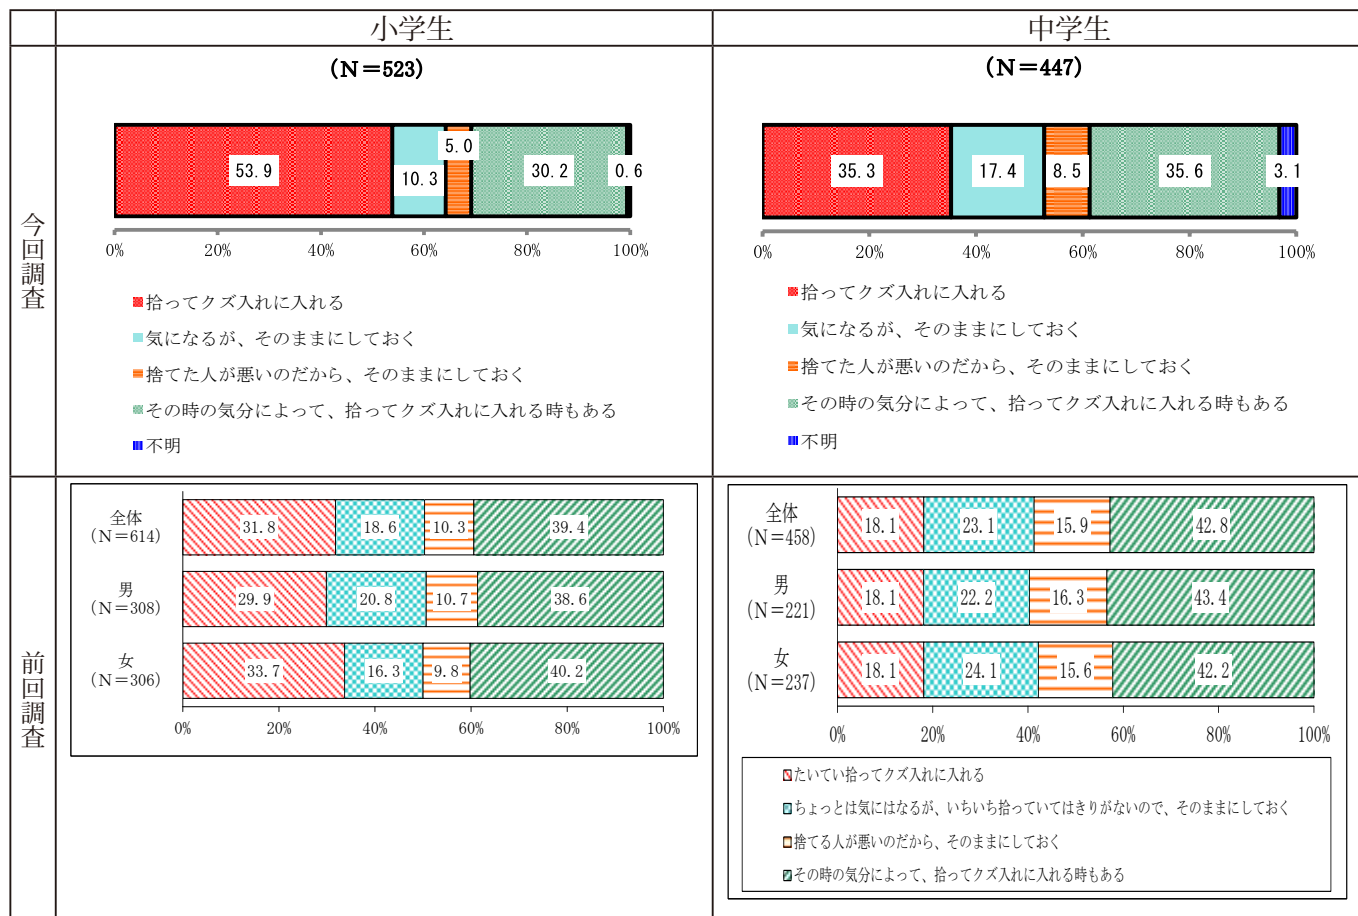 小学生
中学生
今回調査
（N＝523）
53.9
10.3
5.0
30.2
0.6
0%
20%
40%
60%
80%
100%
拾ってクズ入れに入れる
気になるが、そのままにしておく
捨てた人が悪いのだから、そのままにしておく
その時の気分によって、拾ってクズ入れに入れる時もある
不明
（N＝447）
35.3
17.4
8.5
35.6
3.1
0%
20%
40%
60%
80%
100%
拾ってクズ入れに入れる
気になるが、そのままにしておく
捨てた人が悪いのだから、そのままにしておく
その時の気分によって、拾ってクズ入れに入れる時もある
不明
前回調査
全体
（N＝614）
31.8
18.6
10.3
39.4
男
（N＝308）
29.9
20.8
10.7
38.6
女
（N＝306）
33.7
16.3
9.8
40.2
0%
20%
40%
60%
80%
100%
全体
（N＝458）
18.1
23.1
15.9
42.8
男
（N＝221）
18.1
22.2
16.3
43.4
女
（N＝237）
18.1
24.1
15.6
42.2
0%
20%
40%
60%
80%
100%
たいてい拾ってクズ入れに入れる
ちょっとは気にはなるが、いちいち拾っていてはきりがないので、そのままにしておく
捨てる人が悪いのだから、そのままにしておく
その時の気分によって、拾ってクズ入れに入れる時もある